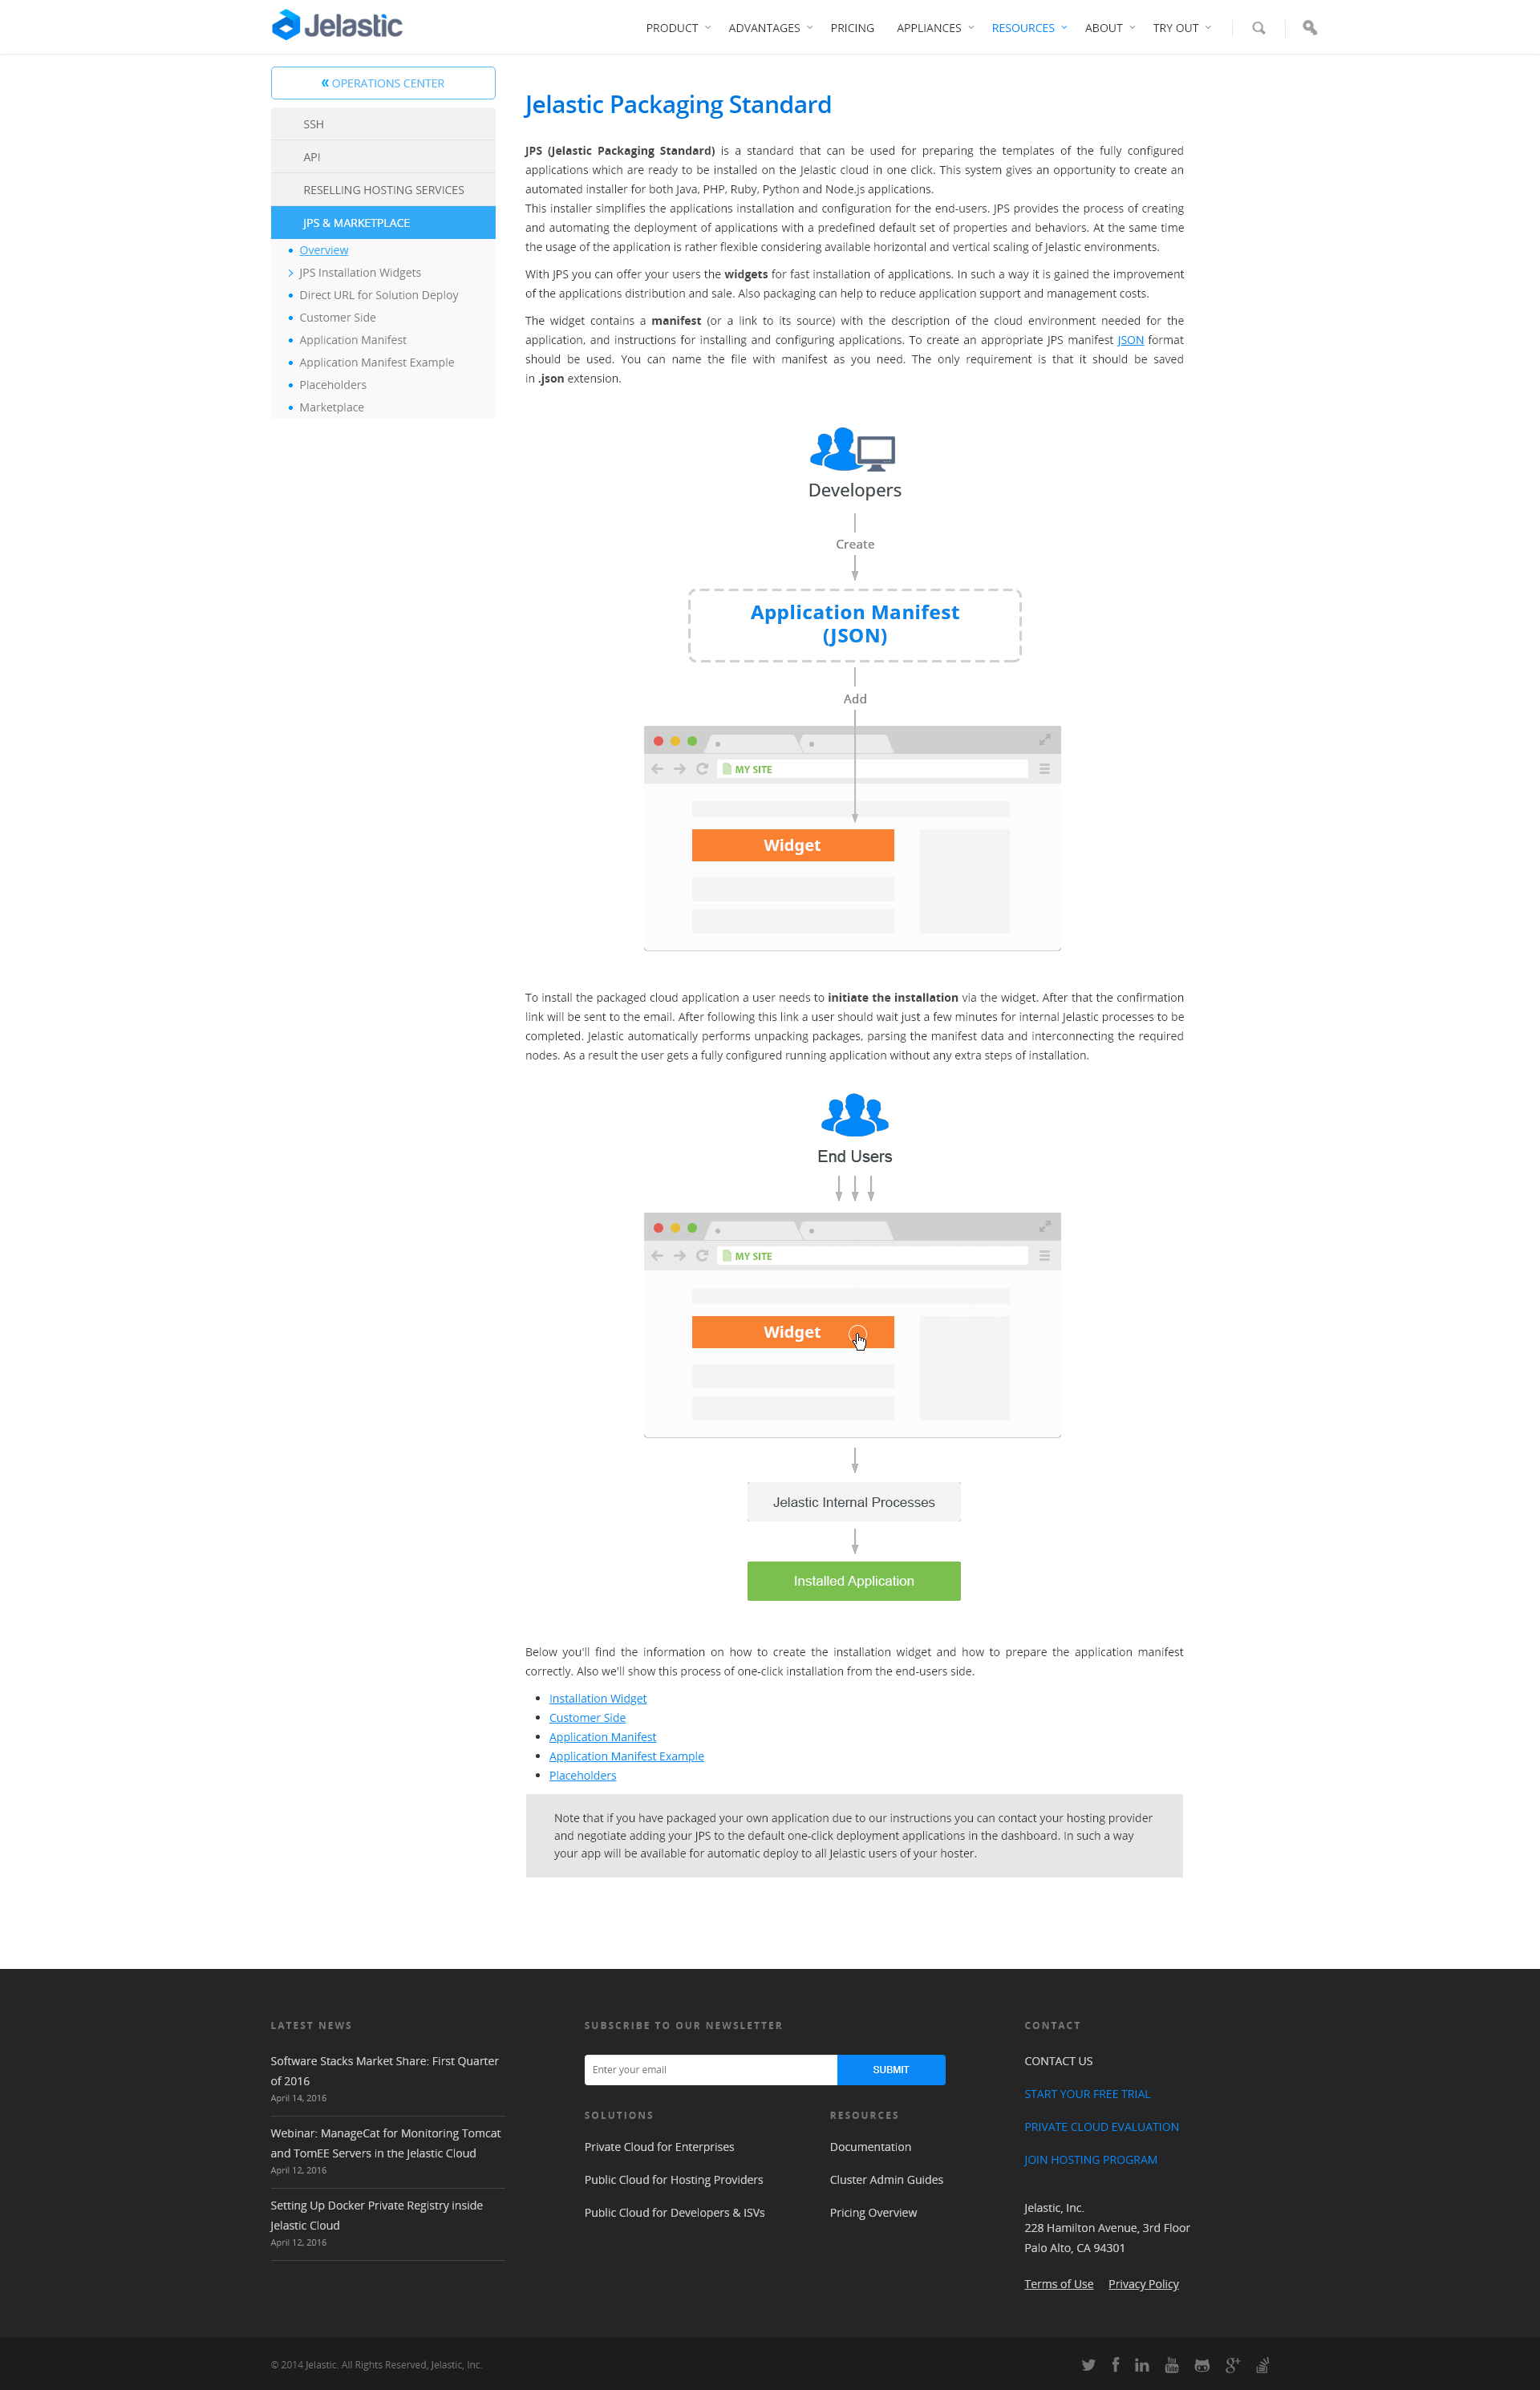 Jelastic
PRODUCT ADVANTAGES PRICING APPLIANCES RESOURCES ABOUT TRY OUT
« OPERATIONS CENTER
SSH
API
RESELLING HOSTING SERVICES
JPS & MARKETPLACE
Overview
JPS Installation Widgets
Direct URL for Solution Deploy
Customer Side
Application Manifest
Application Manifest Example
Placeholders
Marketplace
Jelastic Packaging Standard
JPS (Jelastic Packaging Standard) is a standard that can be used for preparing the templates of the fully configured
applications which are ready to be installed on the Jelastic cloud in one click. This system gives an opportunity to create an
automated installer for both Java, PHP, Ruby, Python and Node.js applications.
This installer simplifies the applications installation and configuration for the end-users. JPS provides the process of creating
and automating the deployment of applications with a predefined default set of properties and behaviors. At the same time
the usage of the application is rather flexible considering available horizontal and vertical scaling of Jelastic environments.
With JPS you can offer your users the widgets for fast installation of applications. In such a way it is gained the improvement
of the applications distribution and sale. Also packaging can help to reduce application support and management costs.
The widget contains a manifest (or a link to its source) with the description of the cloud environment needed for the
application, and instructions for installing and configuring applications. To create an appropriate JPS manifest JSON format
should be used. You can name the file with manifest as you need. The only requirement is that it should be saved
in .json extension.
Developers
Create
Application Manifest
(JSON)
Add
MY SITE
Widget
To install the packaged cloud application a user needs to initiate the installation via the widget. After that the confirmation
link will be sent to the email. After following this link a user should wait just a few minutes for internal Jelastic processes to be
completed. Jelastic automatically performs unpacking packages, parsing the manifest data and interconnecting the required
nodes. As a result the user gets a fully configured running application without any extra steps of installation.
End Users
MY SITE
Widget
Jelastic Internal Processes
Installed Application
Below you'll find the information on how to create the installation widget and how to prepare the application manifest
correctly. Also we'll show this process of one-click installation from the end-users side.
Installation Widget
Customer Side
Application Manifest
Application Manifest Example
Placeholders
Note that if you have packaged your own application due to our instructions you can contact your hosting provider
and negotiate adding your JPS to the default one-click deployment applications in the dashboard. In such a way
your app will be available for automatic deploy to all Jelastic users of your hoster.
LATEST NEWS
Software Stacks Market Share: First Quarter
of 2016
April 14, 2016
Webinar: ManageCat for Monitoring Tomcat
and TomEE Servers in the Jelastic Cloud
April 12, 2016
Setting Up Docker Private Registry inside
Jelastic Cloud
April 12, 2016
SUBSCRIBE TO OUR NEWSLETTER
Enter your email SUBMIT
SOLUTIONS
Private Cloud for Enterprises
Public Cloud for Hosting Providers
Public Cloud for Developers & ISVs
RESOURCES
Documentation
Cluster Admin Guides
Pricing Overview
CONTACT
CONTACT US
START YOUR FREE TRIAL
PRIVATE CLOUD EVALUATION
JOIN HOSTING PROGRAM
Jelastic, Inc.
228 Hamilton Avenue, 3rd Floor
Palo Alto, CA 94301
Terms of Use Privacy Policy
© 2014 Jelastic. All Rights Reserved, Jelastic, Inc.